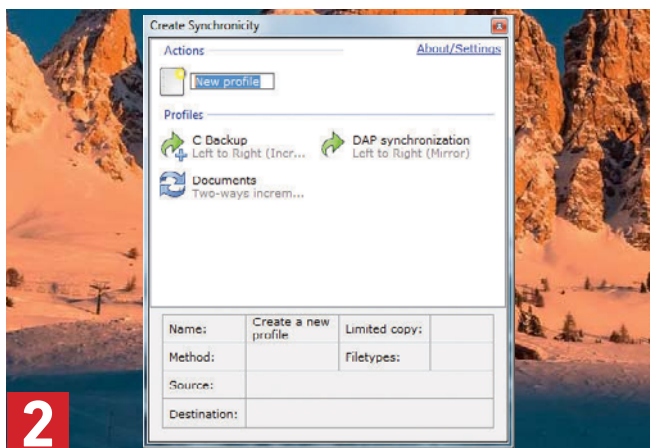 Create Synchronicity
Actions
About/Settings
New profile
Profiles
C Backup
Left to Right (Incr...
DAP synchronization
Left to Right (Mirror)
Documents
Two-ways increm...
Name:
Create a new
profile
Limited copy:
Method:
Filetypes:
Source:
Destination:
2